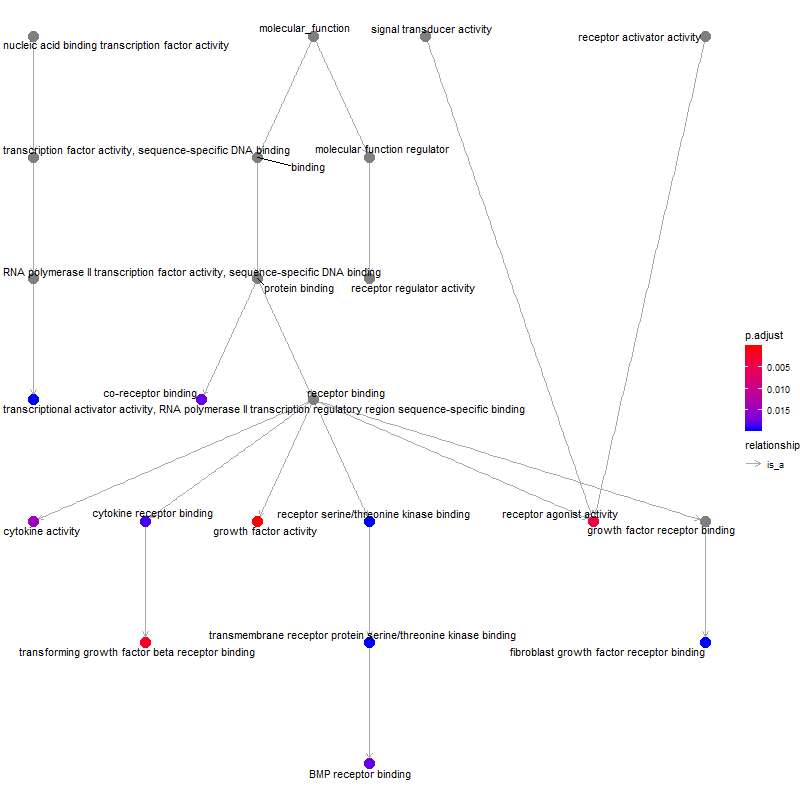 molecular_function
signal transducer activity
receptor activator activity
nucleic acid binding transcription factor activity
transcription factor activity, sequence-specific DNA binding
molecular function regulator
binding
RNA polymerase II transcription factor activity, sequence-specific DNA binding
protein binding
receptor regulator activity
p.adjust
0.005
0.010
0.015
relationship
is_a
co-receptor binding
receptor binding
transcriptional activator activity, RNA polymerase II transcription regulatory region sequence-specific binding
cytokine receptor binding
receptor serine/threonine kinase binding
receptor agonist activity
cytokine activity
growth factor activity
growth factor receptor binding
transmembrane receptor protein serine/threonine kinase binding
transforming growth factor beta receptor binding
fibroblast growth factor receptor binding
BMP receptor binding